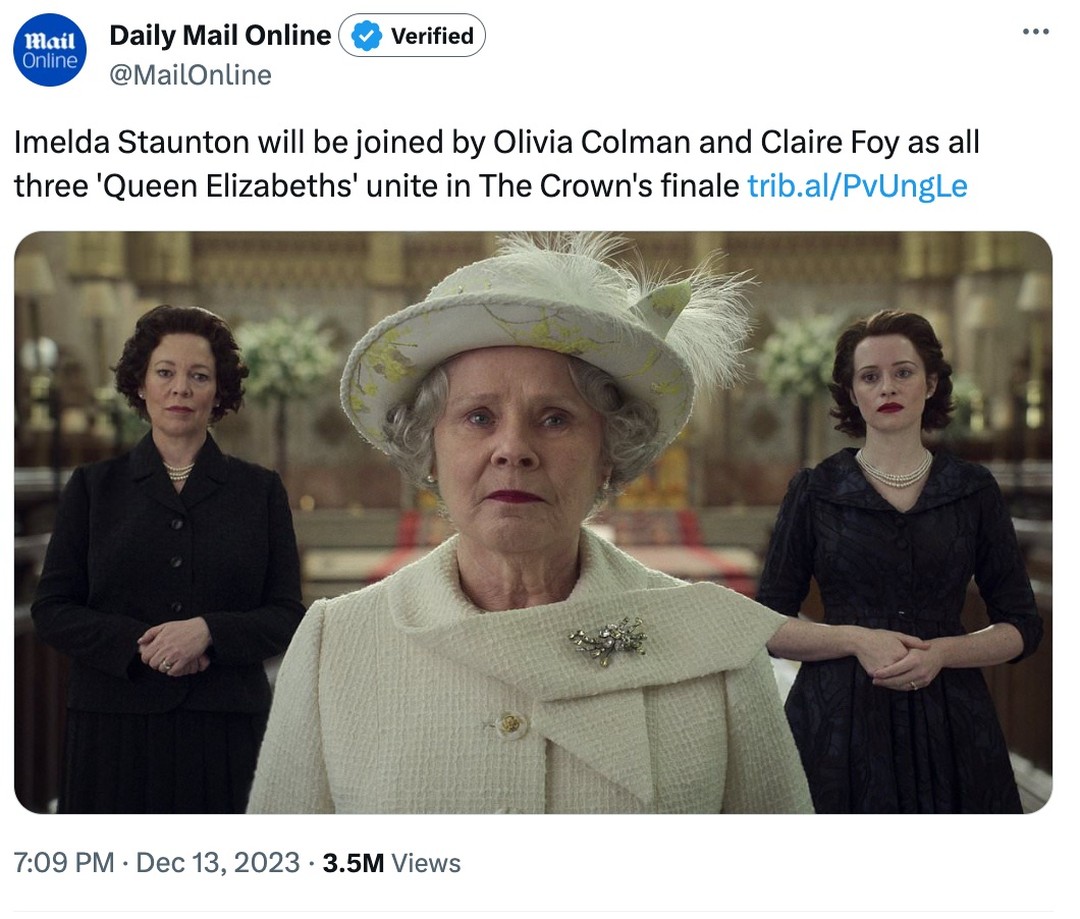 Mail
Online
Daily Mail Online Verified
@MailOnline
Imelda Staunton will be joined by Olivia Colman and Claire Foy as all
three 'Queen Elizabeths' unite in The Crown's finale trib.al/PvUngLe
7:09 PM · Dec 13, 2023 · 3.5M Views